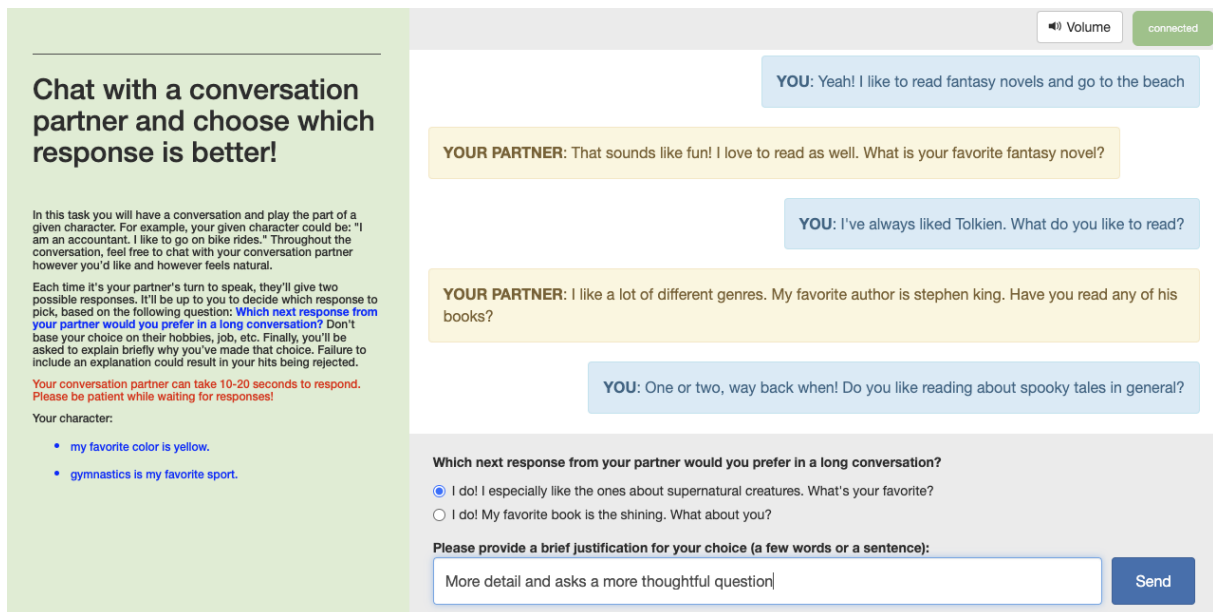 Chat with a conversation
partner and choose which
response is better!
In this task you will have a conversation and play the part of a
given character. For example, your given character could be: "I
am an accountant. I like to go on bike rides." Throughout the
conversation, feel free to chat with your conversation partner
however you'd like and however feels natural.
Each time it's your partner's turn to speak, they'll give two
possible responses. It'll be up to you to decide which response to
pick, based on the following question: Which next response from
your partner would you prefer in a long conversation? Don't
base your choice on their hobbies, job, etc. Finally, you'll be
asked to explain briefly why you've made that choice. Failure to
include an explanation could result in your hits being rejected.
Your conversation partner can take 10-20 seconds to respond.
Please be patient while waiting for responses!
Your character:
• my favorite color is yellow.
• gymnastics is my favorite sport.
Volume
connected
YOU: Yeah! I like to read fantasy novels and go to the beach
YOUR PARTNER: That sounds like fun! I love to read as well. What is your favorite fantasy novel?
YOU: I've always liked Tolkien. What do you like to read?
YOUR PARTNER: I like a lot of different genres. My favorite author is stephen king. Have you read any of his
books?
YOU: One or two, way back when! Do you like reading about spooky tales in general?
Which next response from your partner would you prefer in a long conversation?
I do! I especially like the ones about supernatural creatures. What's your favorite?
I do! My favorite book is the shining. What about you?
Please provide a brief justification for your choice (a few words or a sentence):
More detail and asks a more thoughtful question
Send